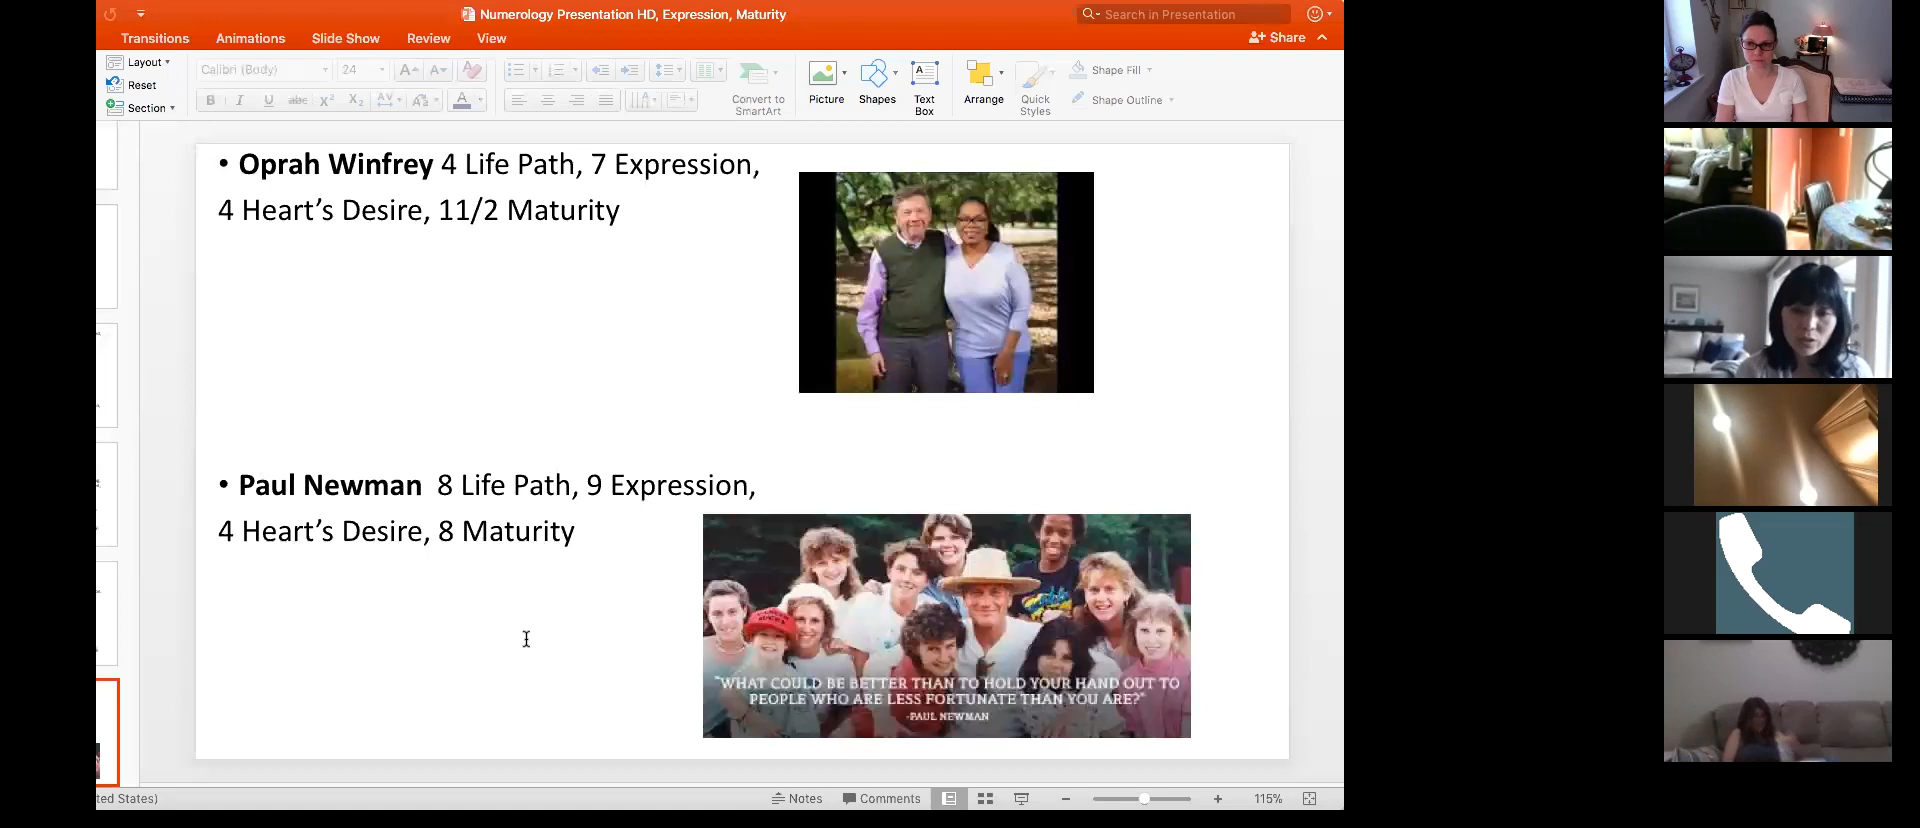 Numerology Presentation HD, Expression, Maturity
Search in Presentation
Transitions Animations Slide Show Review View
Share
Layout
Reset
Section
Calibri (Body) 24
Convert to SmartArt
Picture
Shapes
Text Box
Arrange
Quick Styles
Shape Fill
Shape Outline
• Oprah Winfrey 4 Life Path, 7 Expression,
4 Heart’s Desire, 11/2 Maturity
• Paul Newman 8 Life Path, 9 Expression,
4 Heart’s Desire, 8 Maturity
"WHAT COULD BE BETTER THAN TO HOLD YOUR HAND OUT TO
PEOPLE WHO ARE LESS FORTUNATE THAN YOU ARE?"
-PAUL NEWMAN
ted States)
Notes Comments 115%